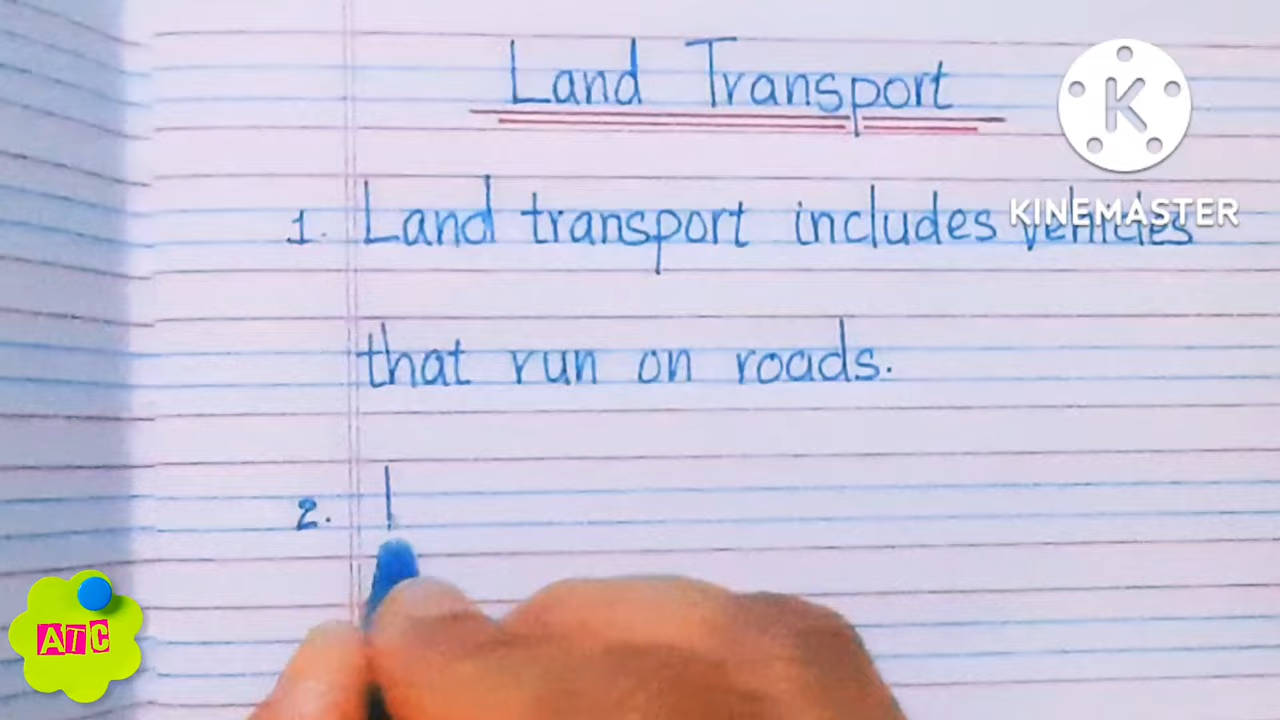 Land Transport
KINEMASTER
1. Land transport includes vehicles
that run on roads.
2.
ATC